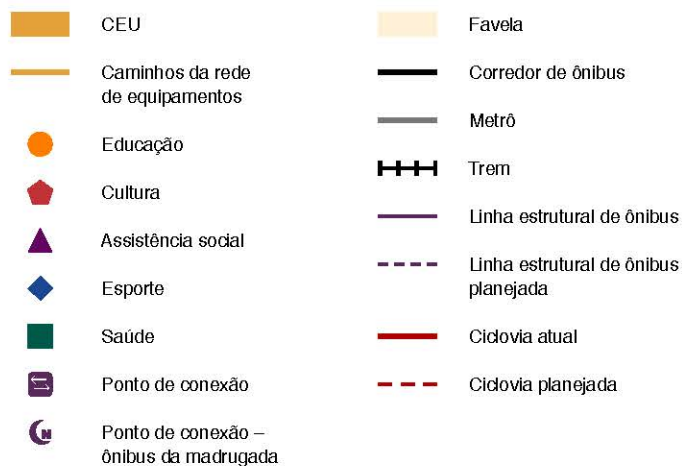 CEU
Caminhos da rede
de equipamentos
Educação
Cultura
Assistência social
Esporte
Saúde
Ponto de conexão
N
Ponto de conexão –
ônibus da madrugada
Favela
Corredor de ônibus
Metrô
Trem
Linha estrutural de ônibus
Linha estrutural de ônibus
planejada
Ciclovia atual
Ciclovia planejada